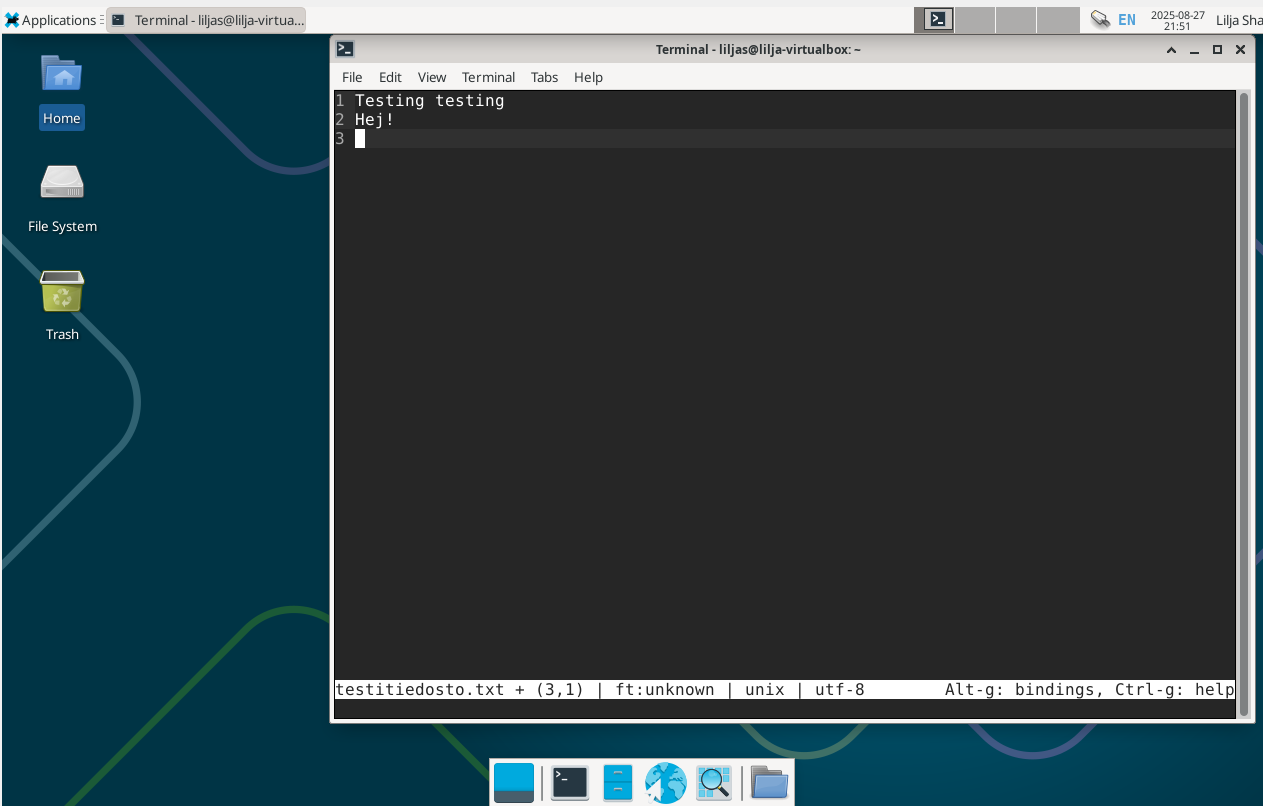 Applications
Terminal - liljas@lilja-virtua...
EN
2025-08-27
21:51
Lilja Sha
Home
File System
Trash
Terminal - liljas@lilja-virtualbox: ~
File Edit View Terminal Tabs Help
1 Testing testing
2 Hej!
3
testitiedosto.txt + (3,1) | ft:unknown | unix | utf-8 Alt-g: bindings, Ctrl-g: help